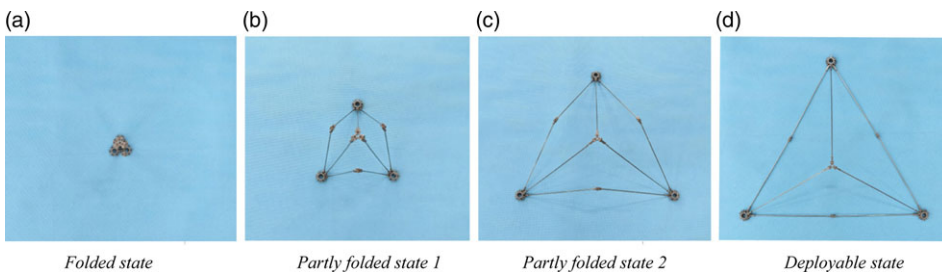 (a)
(b)
(c)
(d)
Folded state
Partly folded state 1
Partly folded state 2
Deployable state